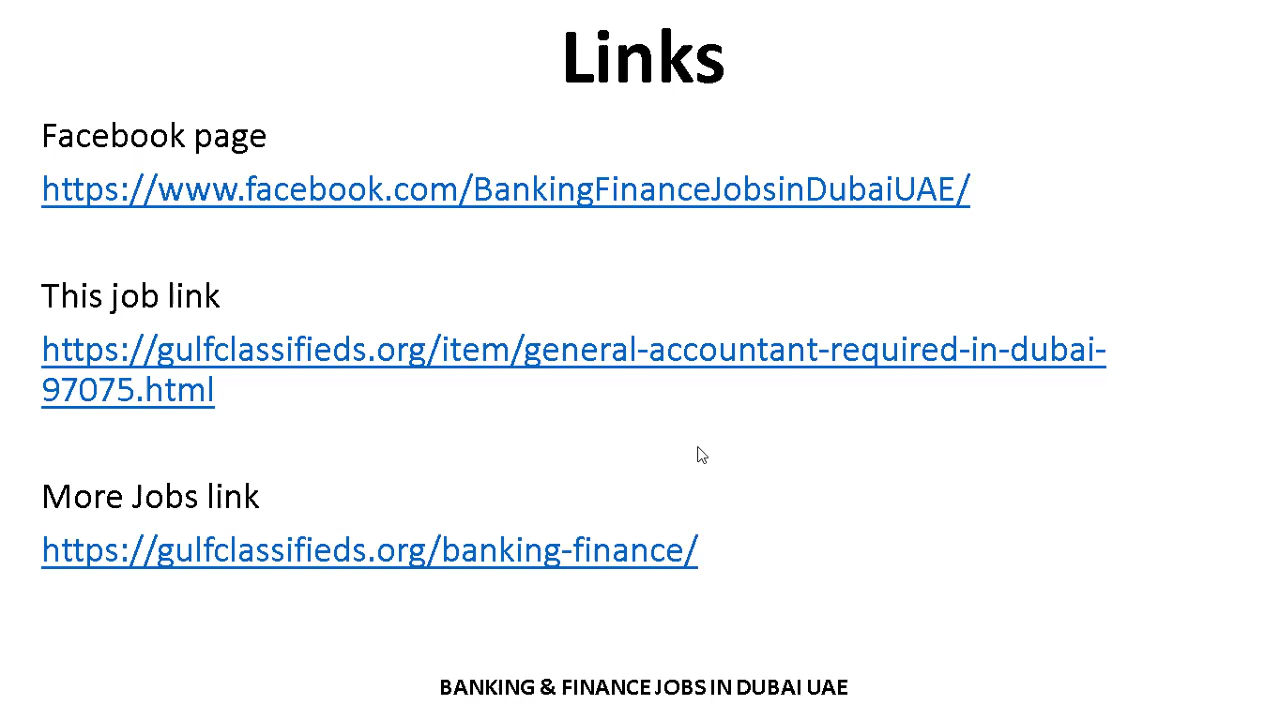 Links
Facebook page
https://www.facebook.com/BankingFinanceJobsinDubaiUAE/
This job link
https://gulfclassifieds.org/item/general-accountant-required-in-dubai-
97075.html
More Jobs link
https://gulfclassifieds.org/banking-finance/
BANKING & FINANCE JOBS IN DUBAI UAE